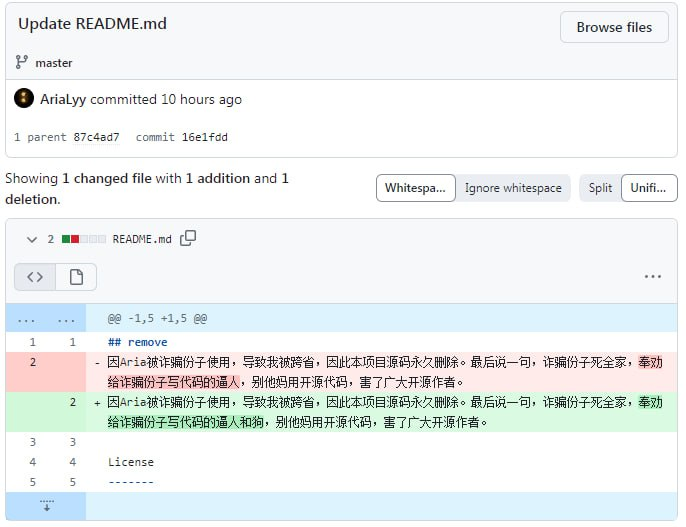 Update README.md
Browse files
master
AriaLyy committed 10 hours ago
1 parent 87c4ad7 commit 16e1fdd
Showing 1 changed file with 1 addition and 1
deletion.
Whitespa... Ignore whitespace Split Unifi...
2 README.md
... ... @@ -1,5 +1,5 @@
1 1 ## remove
2 - 因Aria被诈骗份子使用，导致我被跨省，因此本项目源码永久删除。最后说一句，诈骗份子死全家，奉劝
给诈骗份子写代码的逼人，别他妈用开源代码，害了广大开源作者。
2 + 因Aria被诈骗份子使用，导致我被跨省，因此本项目源码永久删除。最后说一句，诈骗份子死全家，奉劝
给诈骗份子写代码的逼人和狗，别他妈用开源代码，害了广大开源作者。
3 3
4 4 License
5 5 -------